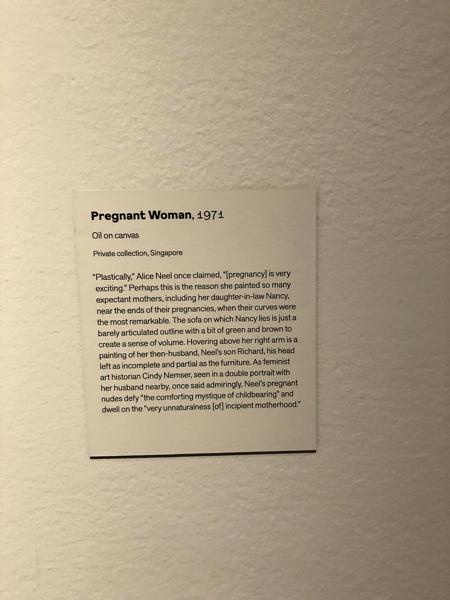 Pregnant Woman, 1971
Oil on canvas
Private collection, Singapore
“Plastically,” Alice Neel once claimed, “[pregnancy] is very
exciting.” Perhaps this is the reason she painted so many
expectant mothers, including her daughter-in-law Nancy,
near the ends of their pregnancies, when their curves were
the most remarkable. The sofa on which Nancy lies is just a
barely articulated outline with a bit of green and brown to
create a sense of volume. Hovering above her right arm is a
painting of her then-husband, Neel’s son Richard, his head
left as incomplete and partial as the furniture. As feminist
art historian Cindy Nemser, seen in a double portrait with
her husband nearby, once said admiringly, Neel’s pregnant
nudes defy “the comforting mystique of childbearing” and
dwell on the “very unnaturalness [of] incipient motherhood.”